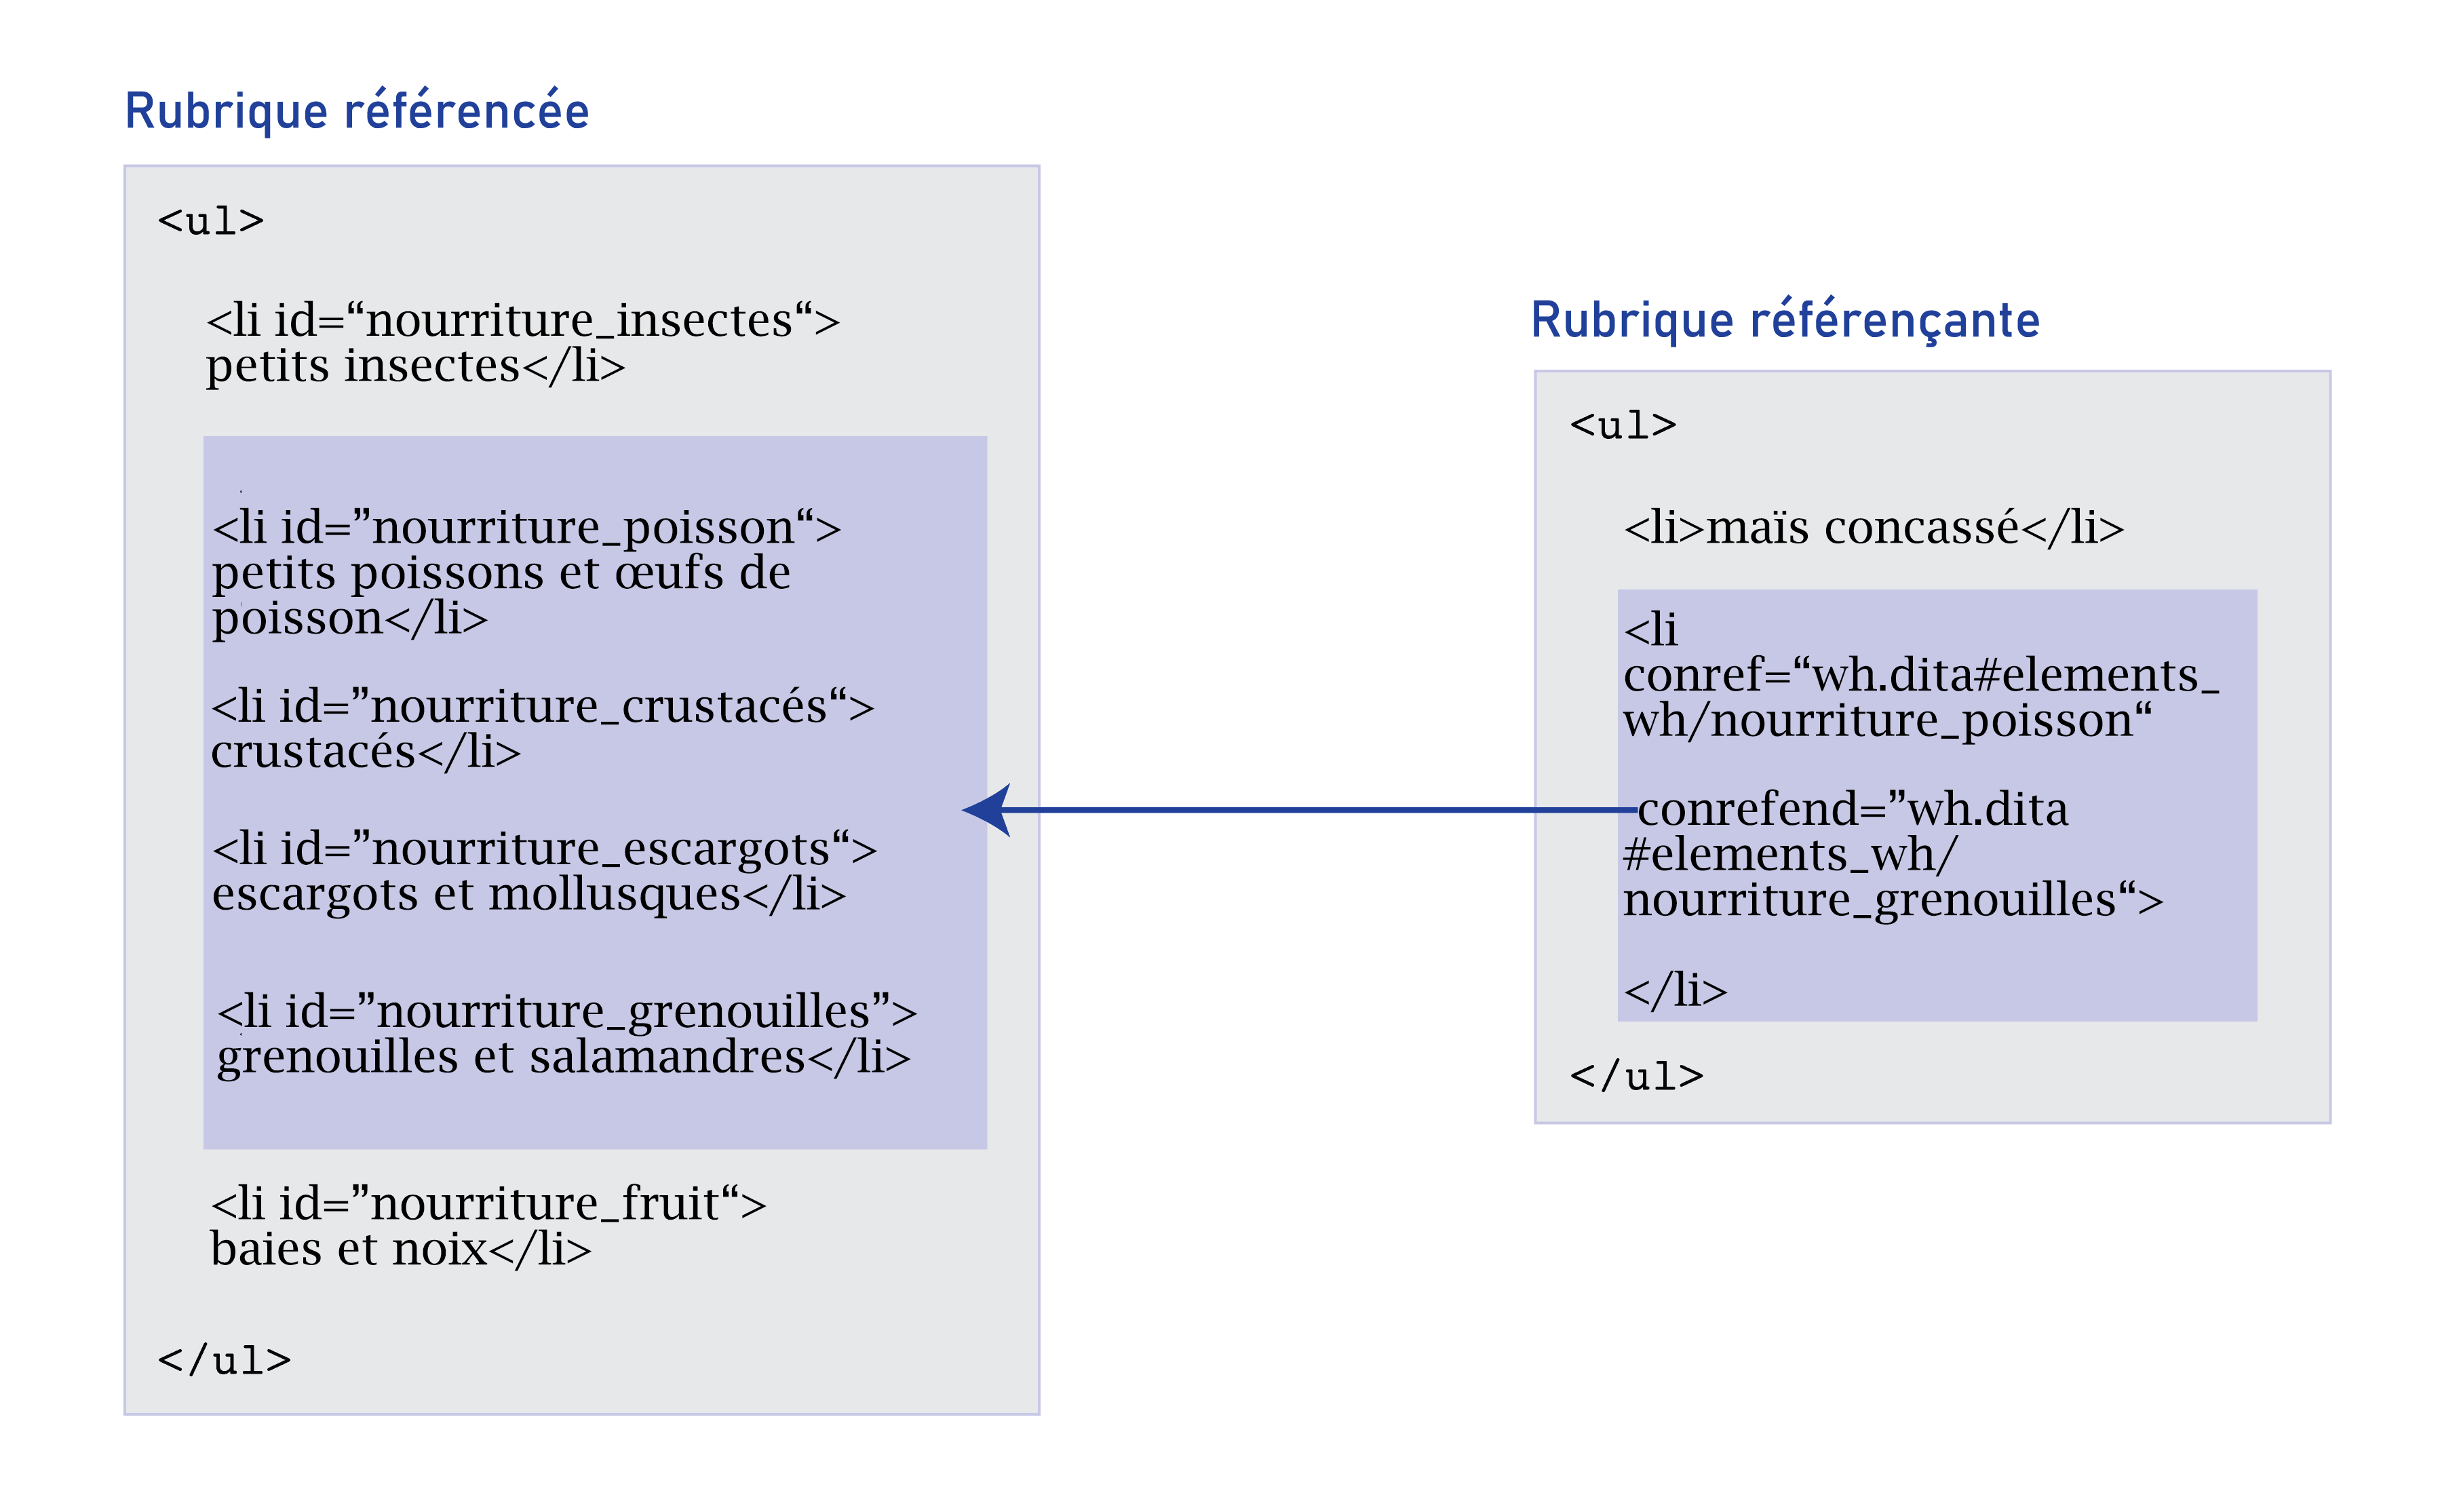 Rubrique référencée
<ul>
<li id=“nourriture_insectes“>
petits insectes</li>
<li id=”nourriture_poisson“>
petits poissons et œufs de
poisson</li>
<li id=”nourriture_crustacés“>
crustacés</li>
<li id=”nourriture_escargots“>
escargots et mollusques</li>
<li id=”nourriture_grenouilles”>
grenouilles et salamandres</li>
<li id=”nourriture_fruit“>
baies et noix</li>
</ul>
Rubrique référençante
<ul>
<li>maïs concassé</li>
<li
conref=“wh.dita#elements_
wh/nourriture_poisson“
conrefend=”wh.dita
#elements_wh/
nourriture_grenouilles“>
</li>
</ul>